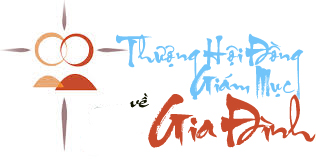 Thượng Hội Đồng
Giám Mục
về
Gia Đình